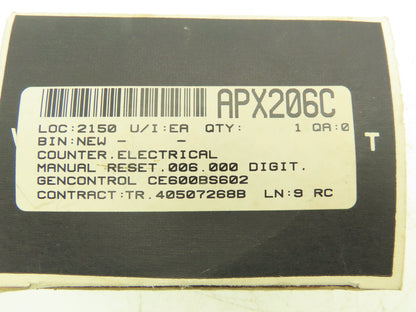 APX206C
LOC:2150 U/I:EA QTY: 1 QA:0
BIN:NEW - -
COUNTER.ELECTRICAL
MANUAL RESET.006.000 DIGIT.
GENCONTROL CE600BS602
CONTRACT:TR.40507268B LN:9 RC
T